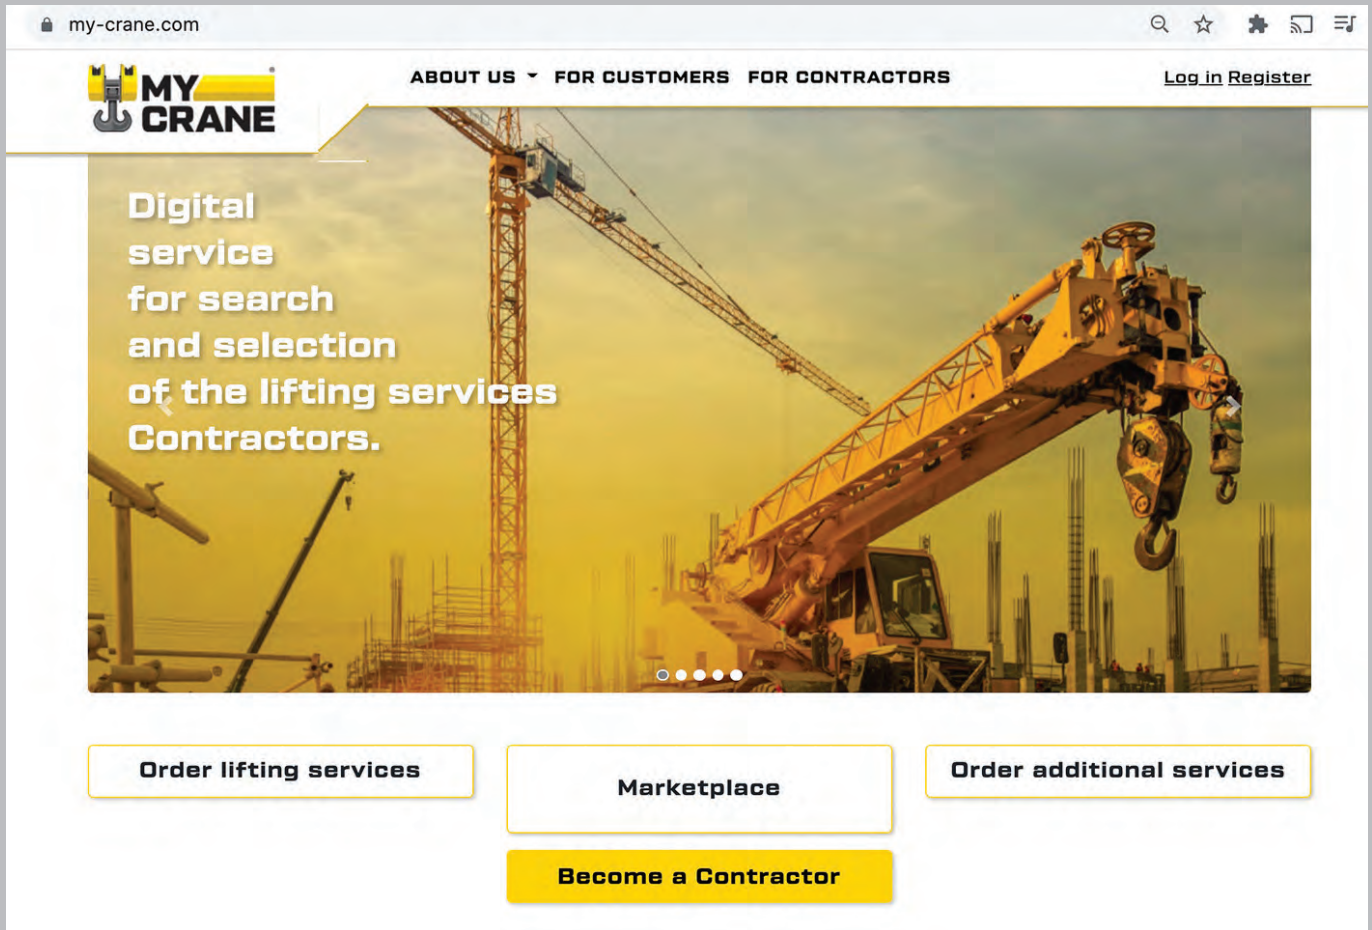 my-crane.com
MY
CRANE
ABOUT US FOR CUSTOMERS FOR CONTRACTORS
Log in Register
Digital
service
for search
and selection
of the lifting services
Contractors.
Order lifting services
Marketplace
Order additional services
Become a Contractor